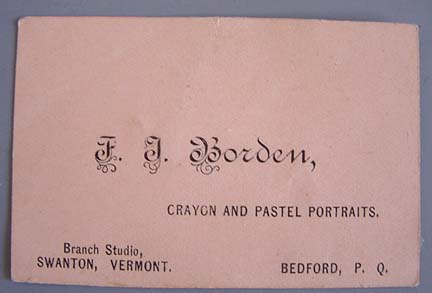 F. J. Borden,
CRAYON AND PASTEL PORTRAITS.
Branch Studio,
SWANTON, VERMONT.
BEDFORD, P. Q.